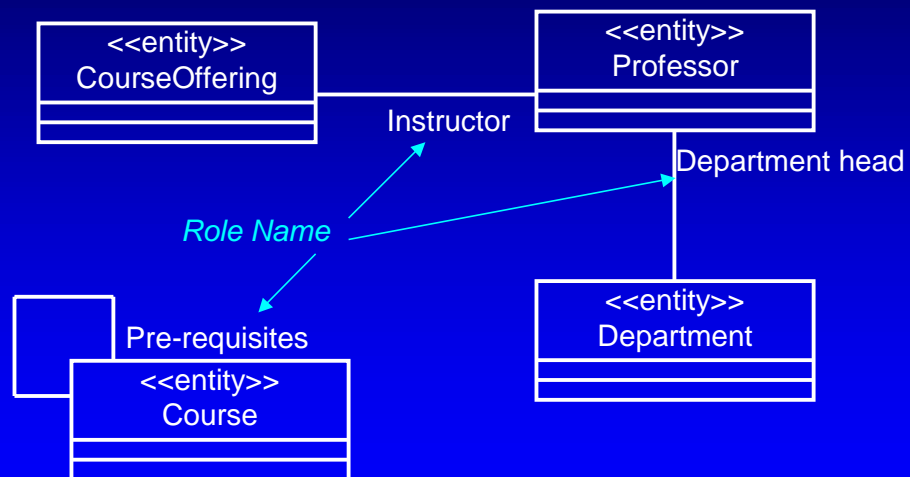 <<entity>>
CourseOffering
<<entity>>
Professor
Instructor
Department head
Role Name
Pre-requisites
<<entity>>
Department
<<entity>>
Course